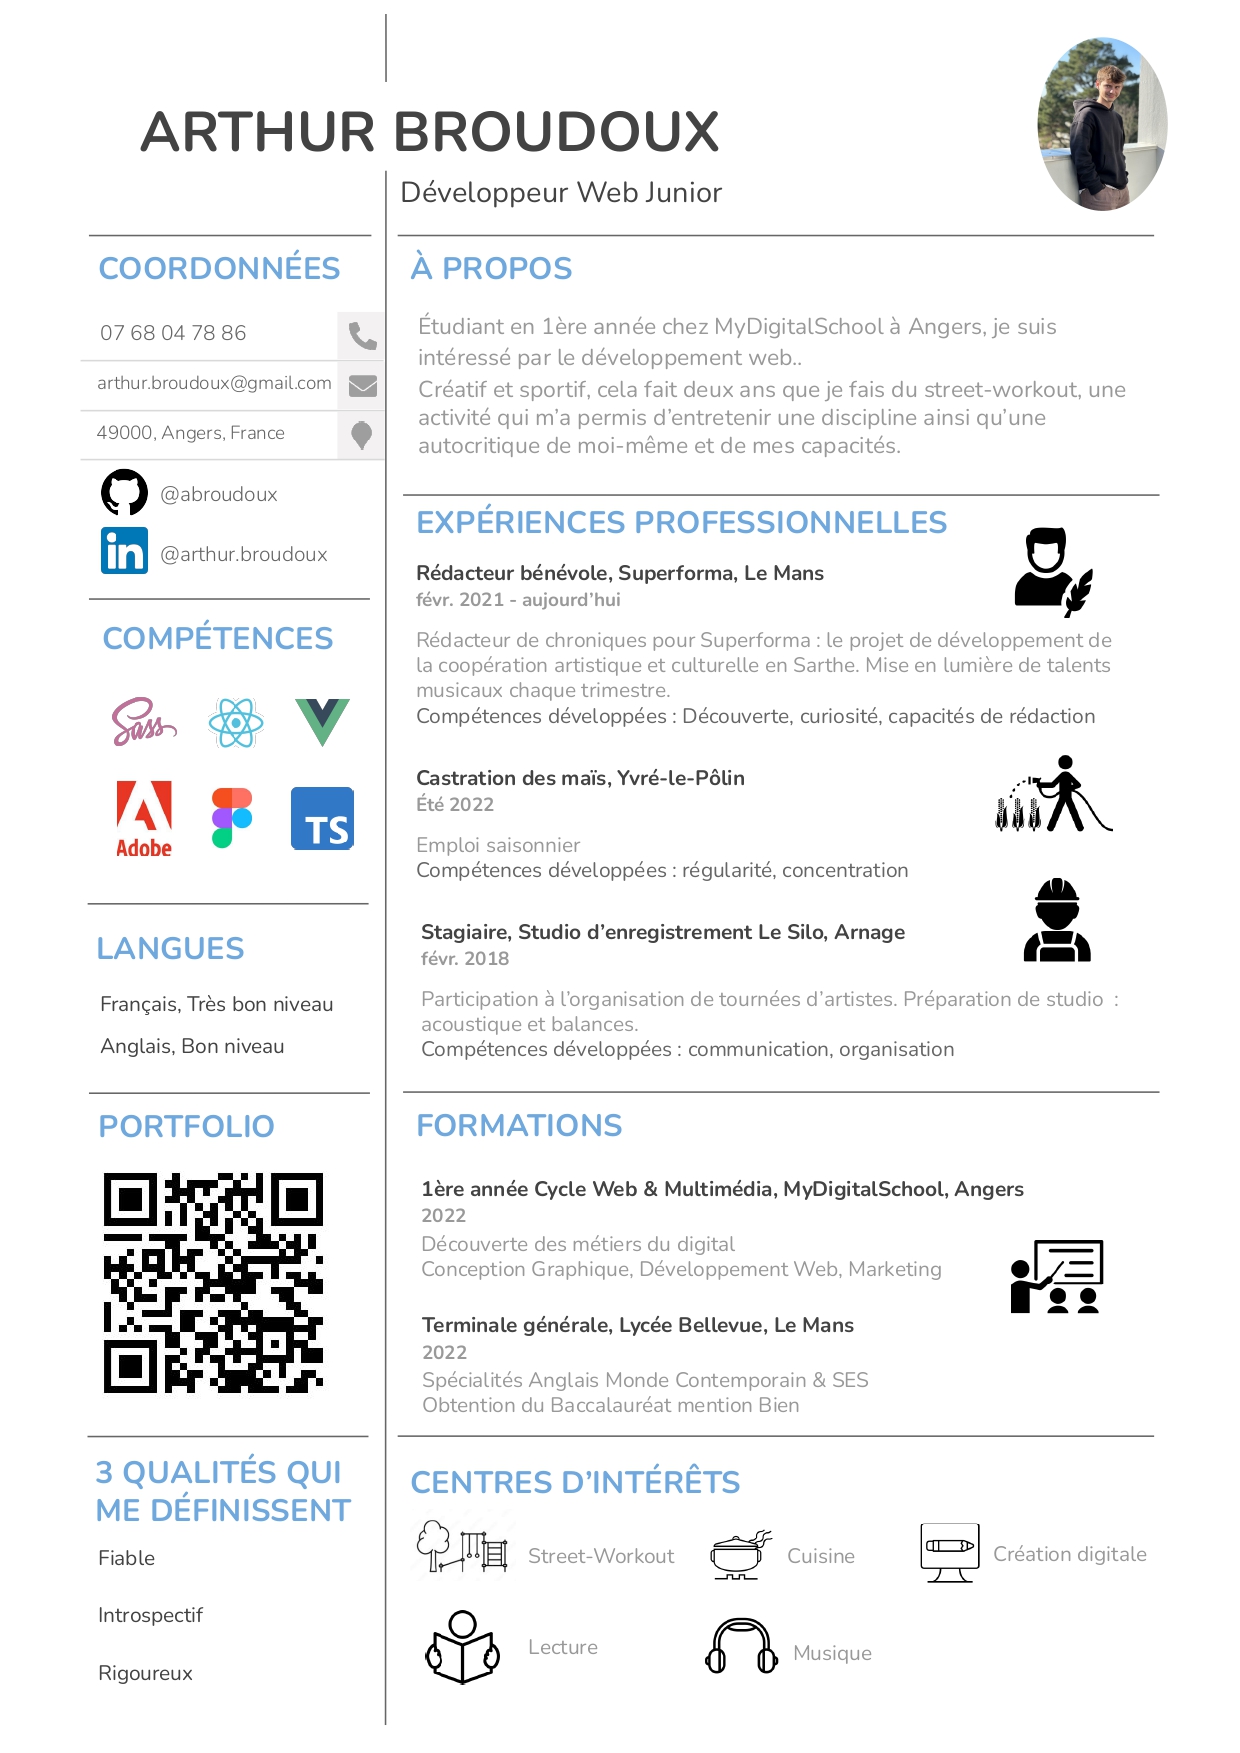 ARTHUR BROUDOUX
Développeur Web Junior
COORDONNÉES
07 68 04 78 86
arthur.broudoux@gmail.com
49000, Angers, France
@abroudoux
in
@arthur.broudoux
COMPÉTENCES
Sass
Adobe
TS
LANGUES
Français, Très bon niveau
Anglais, Bon niveau
PORTFOLIO
3 QUALITÉS QUI
ME DÉFINISSENT
Fiable
Introspectif
Rigoureux
À PROPOS
Étudiant en 1ère année chez MyDigitalSchool à Angers, je suis
intéressé par le développement web..
Créatif et sportif, cela fait deux ans que je fais du street-workout, une
activité qui m’a permis d’entretenir une discipline ainsi qu’une
autocritique de moi-même et de mes capacités.
EXPÉRIENCES PROFESSIONNELLES
Rédacteur bénévole, Superforma, Le Mans
févr. 2021 - aujourd’hui
Rédacteur de chroniques pour Superforma : le projet de développement de
la coopération artistique et culturelle en Sarthe. Mise en lumière de talents
musicaux chaque trimestre.
Compétences développées : Découverte, curiosité, capacités de rédaction
Castration des maïs, Yvré-le-Pôlin
Été 2022
Emploi saisonnier
Compétences développées : régularité, concentration
Stagiaire, Studio d’enregistrement Le Silo, Arnage
févr. 2018
Participation à l’organisation de tournées d’artistes. Préparation de studio :
acoustique et balances.
Compétences développées : communication, organisation
FORMATIONS
1ère année Cycle Web & Multimédia, MyDigitalSchool, Angers
2022
Découverte des métiers du digital
Conception Graphique, Développement Web, Marketing
Terminale générale, Lycée Bellevue, Le Mans
2022
Spécialités Anglais Monde Contemporain & SES
Obtention du Baccalauréat mention Bien
CENTRES D’INTÉRÊTS
Street-Workout
Cuisine
Création digitale
Lecture
Musique